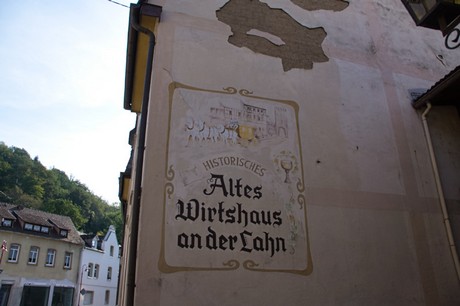 HISTORISCHES
Altes
Wirtshaus
an der Lahn